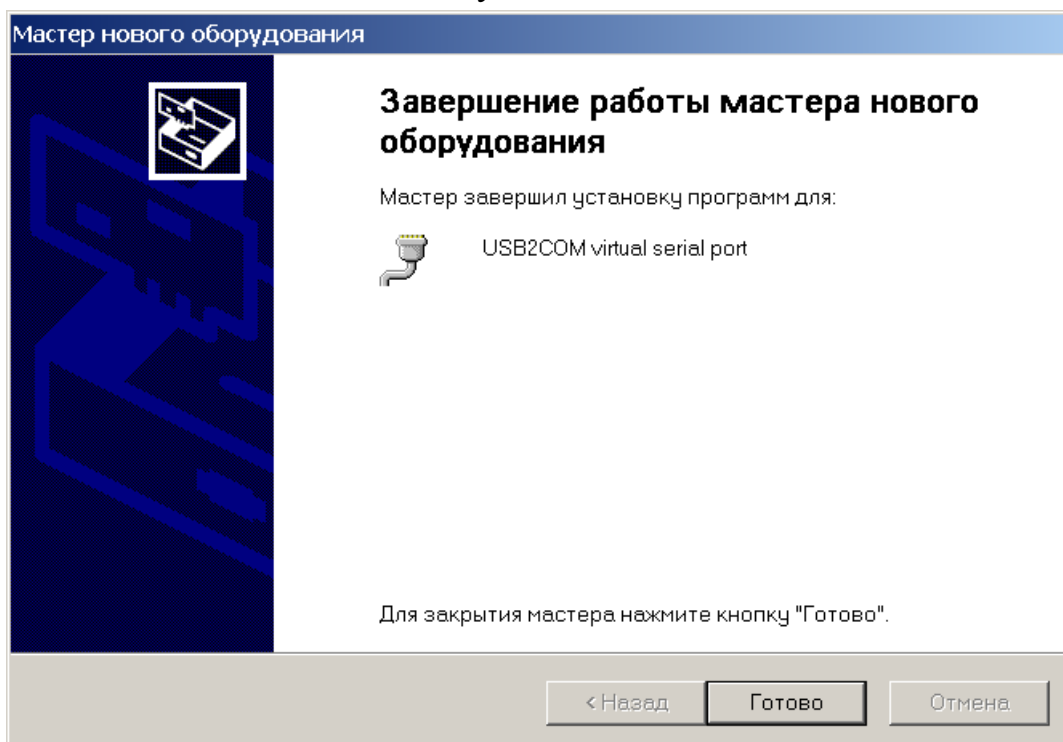 Мастер нового оборудования
Завершение работы мастера нового
оборудования
Мастер завершил установку программ для:
USB2COM virtual serial port
Для закрытия мастера нажмите кнопку "Готово".
< Назад
Готово
Отмена